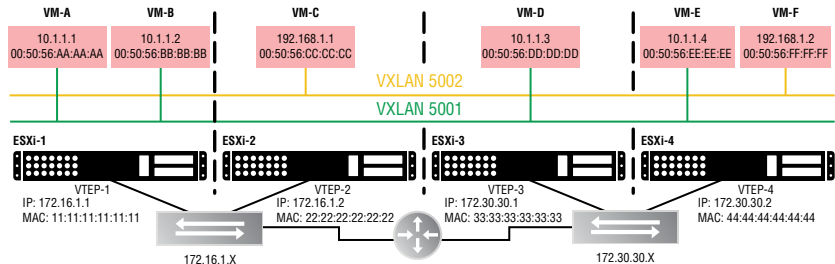 VM-A
VM-B
VM-C
VM-D
VM-E
VM-F
10.1.1.1
00:50:56:AA:AA:AA
10.1.1.2
00:50:56:BB:BB:BB
192.168.1.1
00:50:56:CC:CC:CC
10.1.1.3
00:50:56:DD:DD:DD
10.1.1.4
00:50:56:EE:EE:EE
192.168.1.2
00:50:56:FF:FF:FF
VXLAN 5002
VXLAN 5001
ESXi-1
ESXi-2
ESXi-3
ESXi-4
VTEP-1
IP: 172.16.1.1
MAC: 11:11:11:11:11:11
VTEP-2
IP: 172.16.1.2
MAC: 22:22:22:22:22:22
VTEP-3
IP: 172.30.30.1
MAC: 33:33:33:33:33:33
VTEP-4
IP: 172.30.30.2
MAC: 44:44:44:44:44:44
172.16.1.X
172.30.30.X